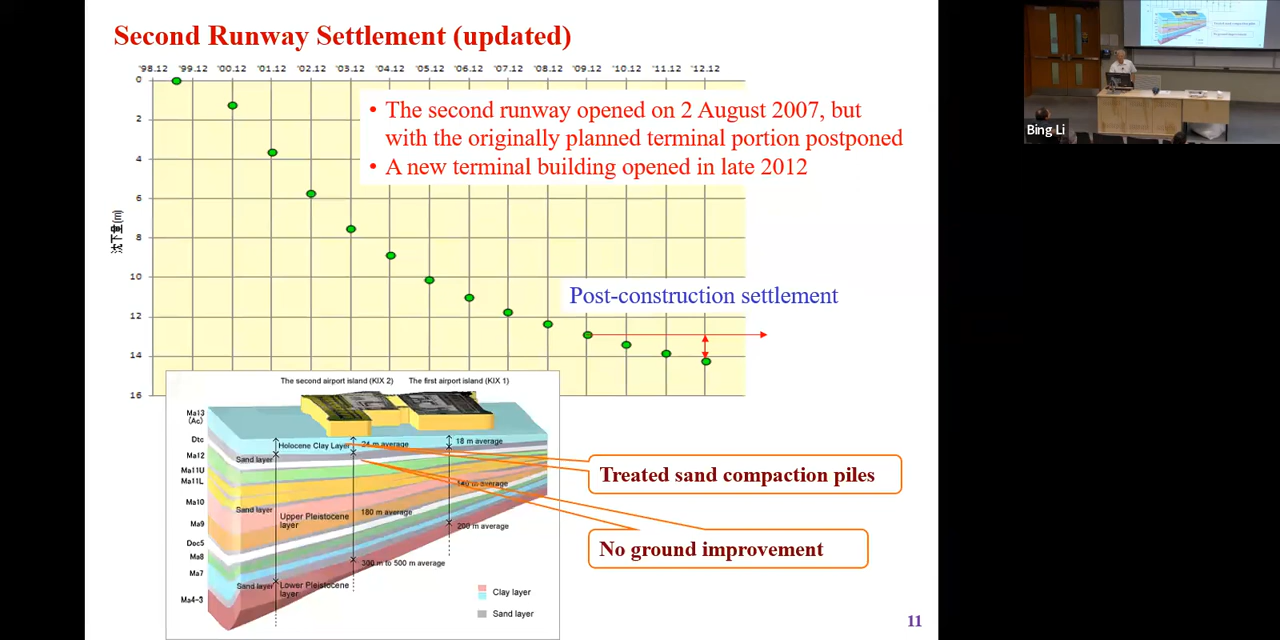 Second Runway Settlement (updated)
'98.12 '99.12 '00.12 '01.12 '02.12 '03.12 '04.12 '05.12 '06.12 '07.12 '08.12 '09.12 '10.12 '11.12 '12.12
0
2
4
6
8
10
12
14
16
沈下量(m)
• The second runway opened on 2 August 2007, but
with the originally planned terminal portion postponed
• A new terminal building opened in late 2012
Post-construction settlement
The second airport island (KIX 2) The first airport island (KIX 1)
Ma13
(Ac)
Dtc
Ma12
Ma11U
Ma11L
Ma10
Ma9
Doc5
Ma8
Ma7
Ma4-3
Holocene Clay Layer
24 m average
18 m average
Sand layer
140 m average
Sand layer
Upper Pleistocene
layer
180 m average
200 m average
300 m to 500 m average
Sand layer
Lower Pleistocene
layer
Clay layer
Sand layer
Treated sand compaction piles
No ground improvement
11
Bing Li